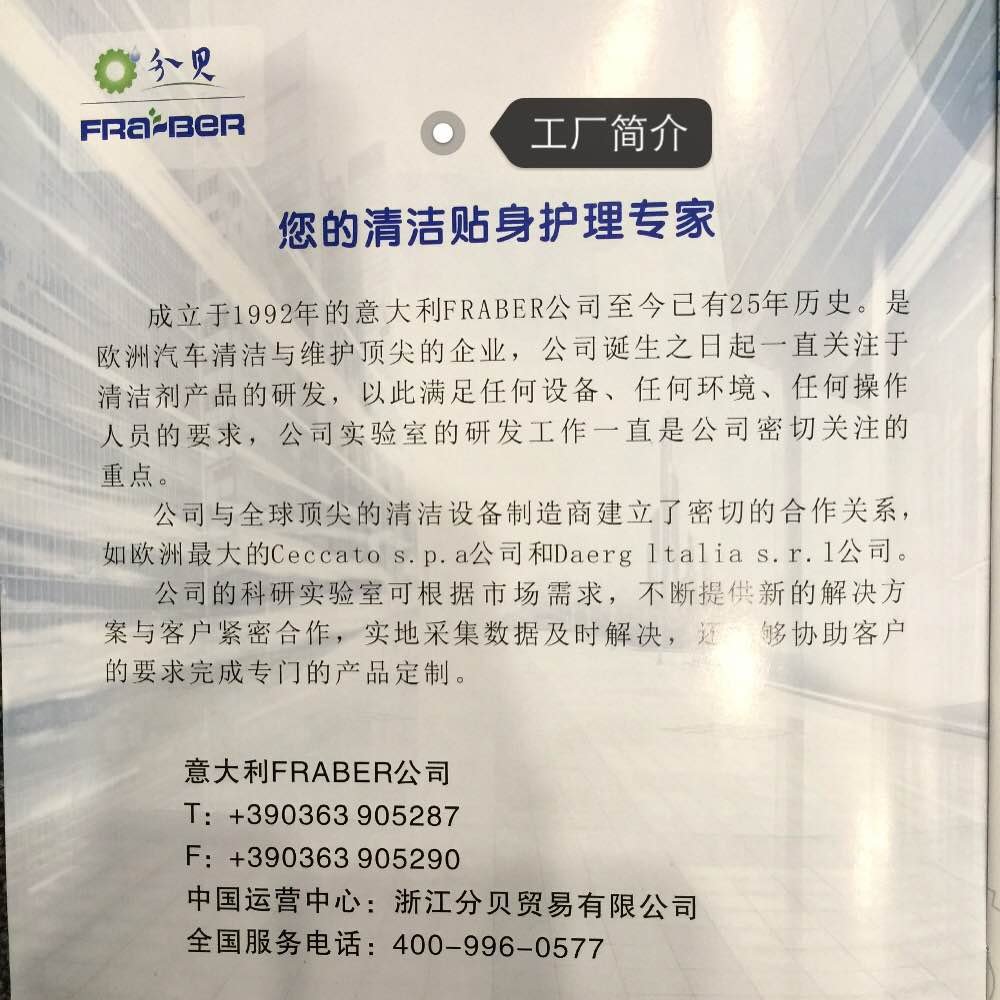 分贝
FRA-BER
工厂简介
您的清洁贴身护理专家
成立于1992年的意大利FRABER公司至今已有25年历史。是
欧洲汽车清洁与维护顶尖的企业，公司诞生之日起一直关注于
清洁剂产品的研发，以此满足任何设备、任何环境、任何操作
人员的要求，公司实验室的研发工作一直是公司密切关注的
重点。
公司与全球顶尖的清洁设备制造商建立了密切的合作关系，
如欧洲最大的Ceccato s.p.a公司和Daerg ltalia s.r.l公司。
公司的科研实验室可根据市场需求，不断提供新的解决方
案与客户紧密合作，实地采集数据及时解决，还 够协助客户
的要求完成专门的产品定制。
意大利FRABER公司
T：+390363 905287
F：+390363 905290
中国运营中心：浙江分贝贸易有限公司
全国服务电话：400-996-0577